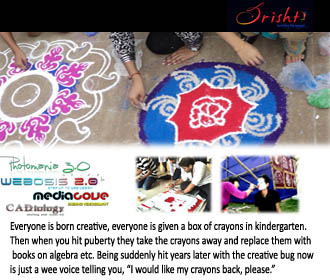 Drishti
Photomania 3.0
WEBOSIS 2.0
mediacove
CADiology
Everyone is born creative, everyone is given a box of crayons in kindergarten.
Then when you hit puberty they take the crayons away and replace them with
books on algebra etc. Being suddenly hit years later with the creative bug now
is just a wee voice telling you, “I would like my crayons back, please.”